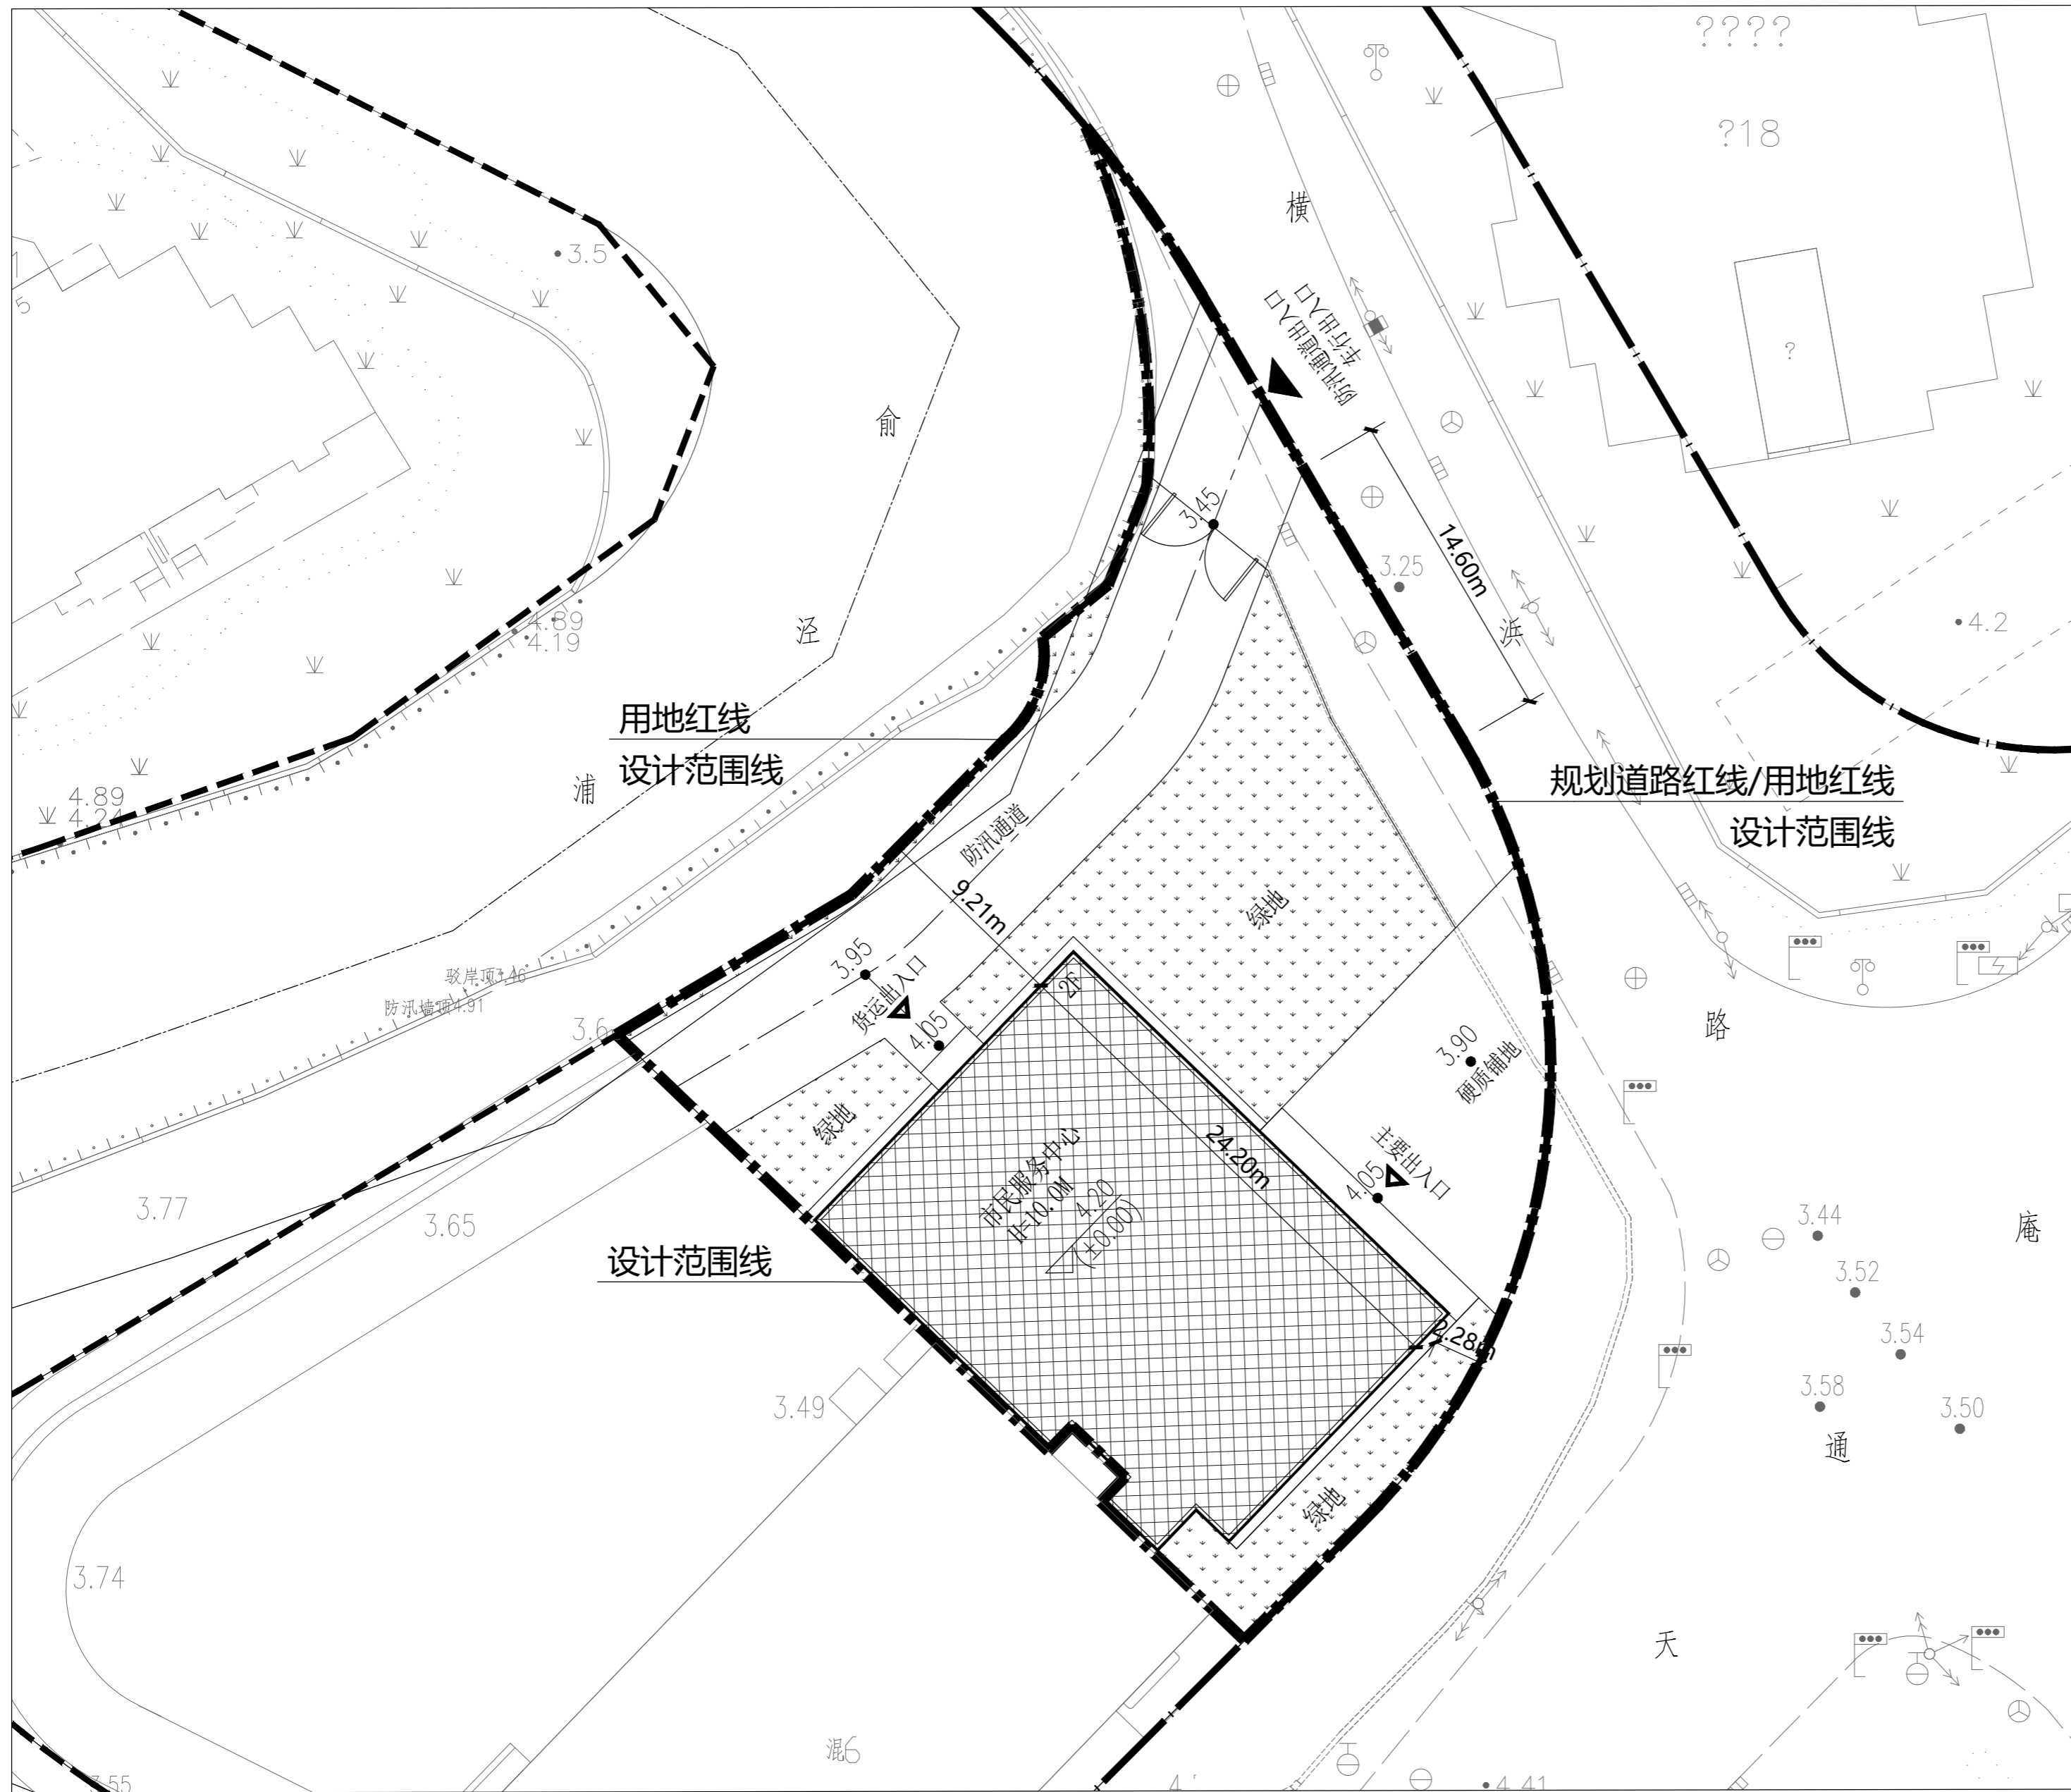 ????
?18
横
3.5
防汛通道出入口
车行出入口
?
俞
3.45
14.60m
3.25
浜
4.2
4.89
4.19
泾
用地红线
设计范围线
浦
规划道路红线/用地红线
设计范围线
4.89
4.24
防汛通道
9.21m
绿地
3.95
货运出入口
4.05
2F
驳岸顶3.46
防汛墙顶4.91
3.6
路
3.90
硬质铺地
绿地
市民服务中心
H=10.0M
4.20
(±0.00)
24.20m
主要出入口
4.05
3.77
3.65
设计范围线
3.44
庵
3.52
2.28m
3.54
3.49
3.58
3.50
通
绿地
3.74
天
混6
3.55
4.41